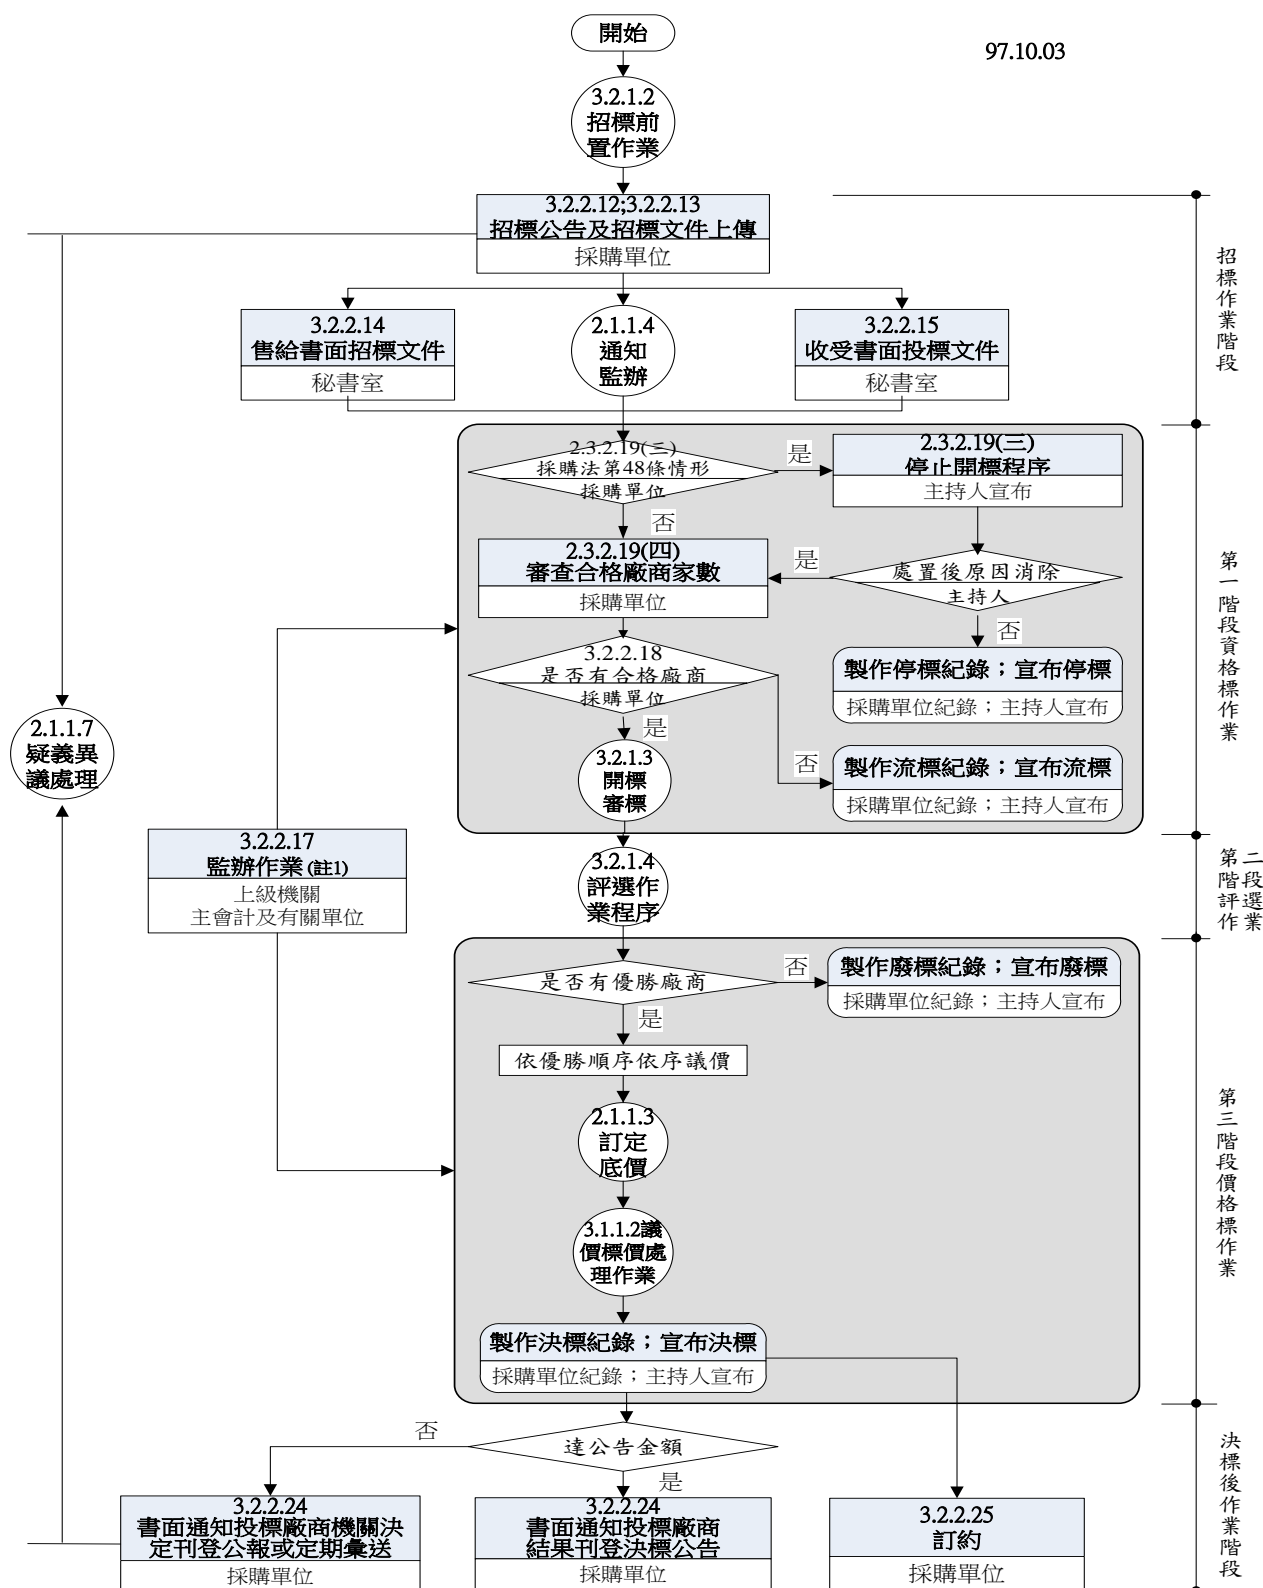 開始
97.10.03
3.2.1.2
招標前
置作業
3.2.2.12;3.2.2.13
招標公告及招標文件上傳
採購單位
招標作業階段
3.2.2.14
售給書面招標文件
秘書室
2.1.1.4
通知
監辦
3.2.2.15
收受書面投標文件
秘書室
2.3.2.19(三)
採購法第48條情形
採購單位
是
2.3.2.19(三)
停止開標程序
主持人宣布
否
2.3.2.19(四)
審查合格廠商家數
採購單位
是
處置後原因消除
主持人
第一階段資格標作業
否
3.2.2.18
是否有合格廠商
採購單位
製作停標紀錄；宣布停標
採購單位紀錄；主持人宣布
是
2.1.1.7
疑義異
議處理
3.2.1.3
開標
審標
否
製作流標紀錄；宣布流標
採購單位紀錄；主持人宣布
3.2.2.17
監辦作業(註1)
上級機關
主會計及有關單位
3.2.1.4
評選作
業程序
第二
階段
評選
作業
是否有優勝廠商
否
製作廢標紀錄；宣布廢標
採購單位紀錄；主持人宣布
是
依優勝順序依序議價
2.1.1.3
訂定
底價
第三階段價格標作業
3.1.1.2議
價標價處
理作業
製作決標紀錄；宣布決標
採購單位紀錄；主持人宣布
否
達公告金額
是
決標後作業階段
3.2.2.24
書面通知投標廠商機關決
定刊登公報或定期彙送
採購單位
3.2.2.24
書面通知投標廠商
結果刊登決標公告
採購單位
3.2.2.25
訂約
採購單位